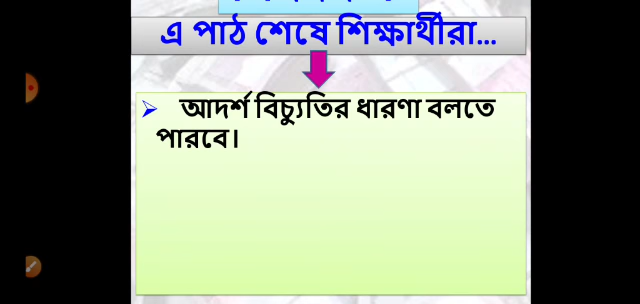 এ পাঠ শেষে শিক্ষার্থীরা...
➢ আদর্শ বিচ্যুতির ধারণা বলতে
পারবে।